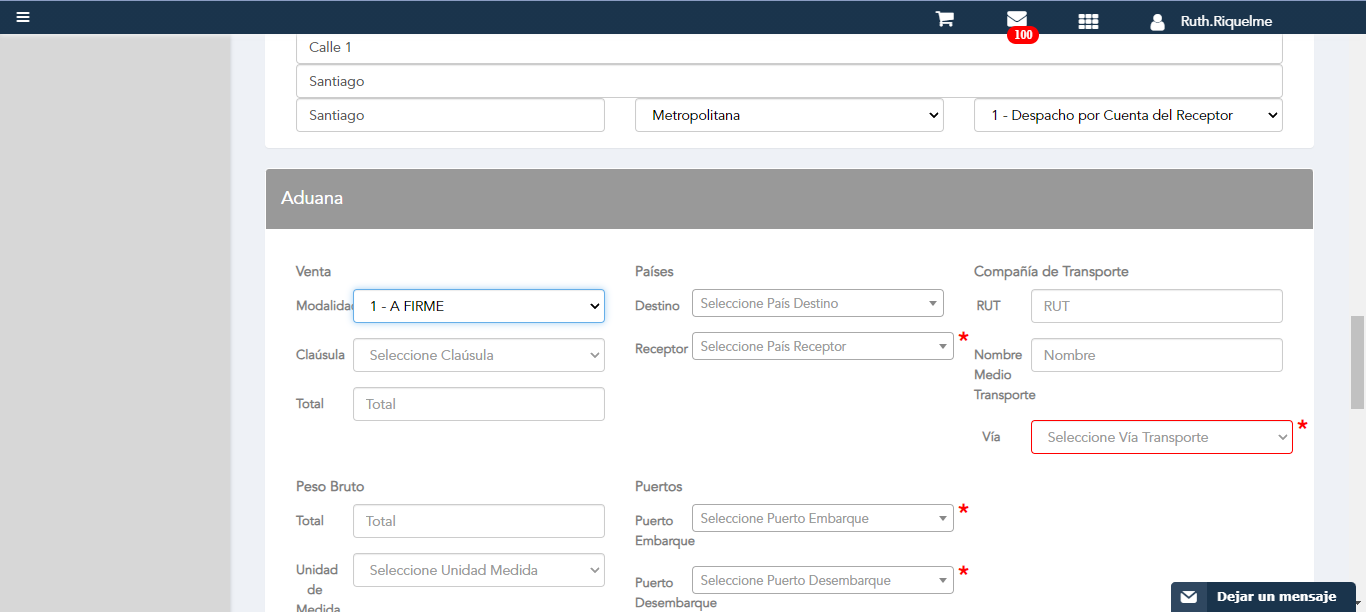 Ruth.Riquelme
100
Calle 1
Santiago
Santiago
Metropolitana
1 - Despacho por Cuenta del Receptor
Aduana
Venta
Países
Compañía de Transporte
Modalidad
1 - A FIRME
Destino
Seleccione País Destino
RUT
RUT
Receptor
Seleccione País Receptor
*
Claúsula
Seleccione Claúsula
Nombre
Medio
Transporte
Nombre
Total
Total
Vía
Seleccione Vía Transporte
*
Peso Bruto
Puertos
Total
Total
Puerto
Embarque
Seleccione Puerto Embarque
*
Unidad
de
Medida
Seleccione Unidad Medida
Puerto
Desembarque
Seleccione Puerto Desembarque
*
Dejar un mensaje